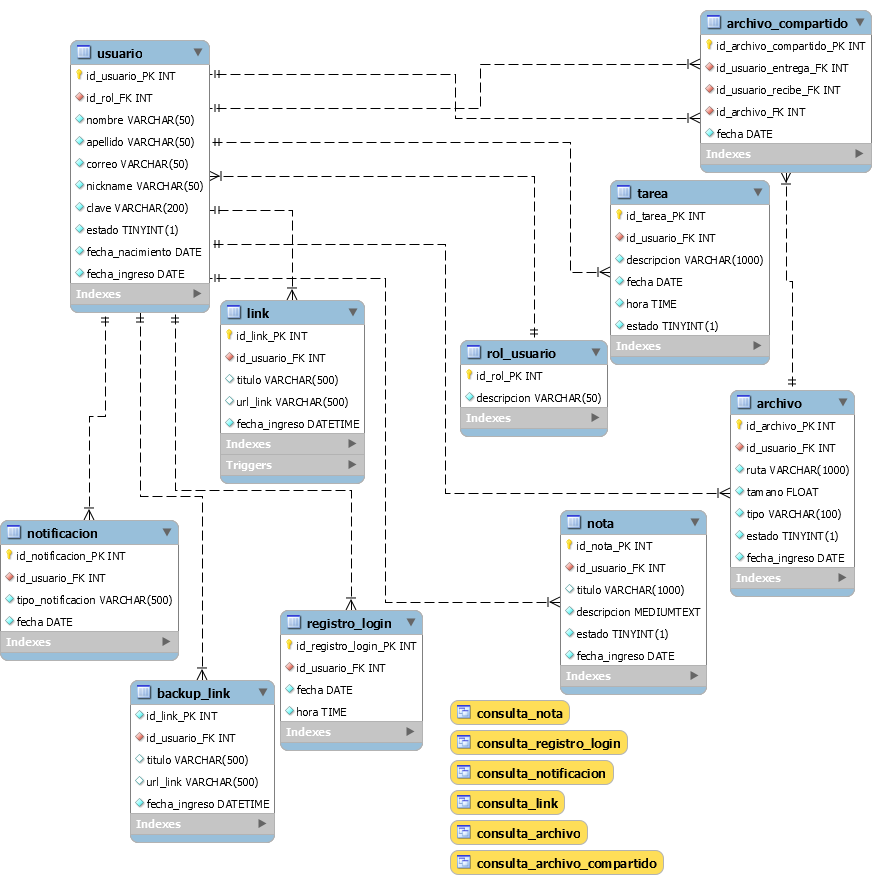 usuario
id_usuario_PK INT
id_rol_FK INT
nombre VARCHAR(50)
apellido VARCHAR(50)
correo VARCHAR(50)
nickname VARCHAR(50)
clave VARCHAR(200)
estado TINYINT(1)
fecha_nacimiento DATE
fecha_ingreso DATE
Indexes
archivo_compartido
id_archivo_compartido_PK INT
id_usuario_entrega_FK INT
id_usuario_recibe_FK INT
id_archivo_FK INT
fecha DATE
Indexes
tarea
id_tarea_PK INT
id_usuario_FK INT
descripcion VARCHAR(1000)
fecha DATE
hora TIME
estado TINYINT(1)
Indexes
link
id_link_PK INT
id_usuario_FK INT
titulo VARCHAR(500)
url_link VARCHAR(500)
fecha_ingreso DATETIME
Indexes
Triggers
rol_usuario
id_rol_PK INT
descripcion VARCHAR(50)
Indexes
archivo
id_archivo_PK INT
id_usuario_FK INT
ruta VARCHAR(1000)
tamano FLOAT
tipo VARCHAR(100)
estado TINYINT(1)
fecha_ingreso DATE
Indexes
notificacion
id_notificacion_PK INT
id_usuario_FK INT
tipo_notificacion VARCHAR(500)
fecha DATE
Indexes
nota
id_nota_PK INT
id_usuario_FK INT
titulo VARCHAR(1000)
descripcion MEDIUMTEXT
estado TINYINT(1)
fecha_ingreso DATE
Indexes
registro_login
id_registro_login_PK INT
id_usuario_FK INT
fecha DATE
hora TIME
Indexes
backup_link
id_link_PK INT
id_usuario_FK INT
titulo VARCHAR(500)
url_link VARCHAR(500)
fecha_ingreso DATETIME
Indexes
consulta_nota
consulta_registro_login
consulta_notificacion
consulta_link
consulta_archivo
consulta_archivo_compartido